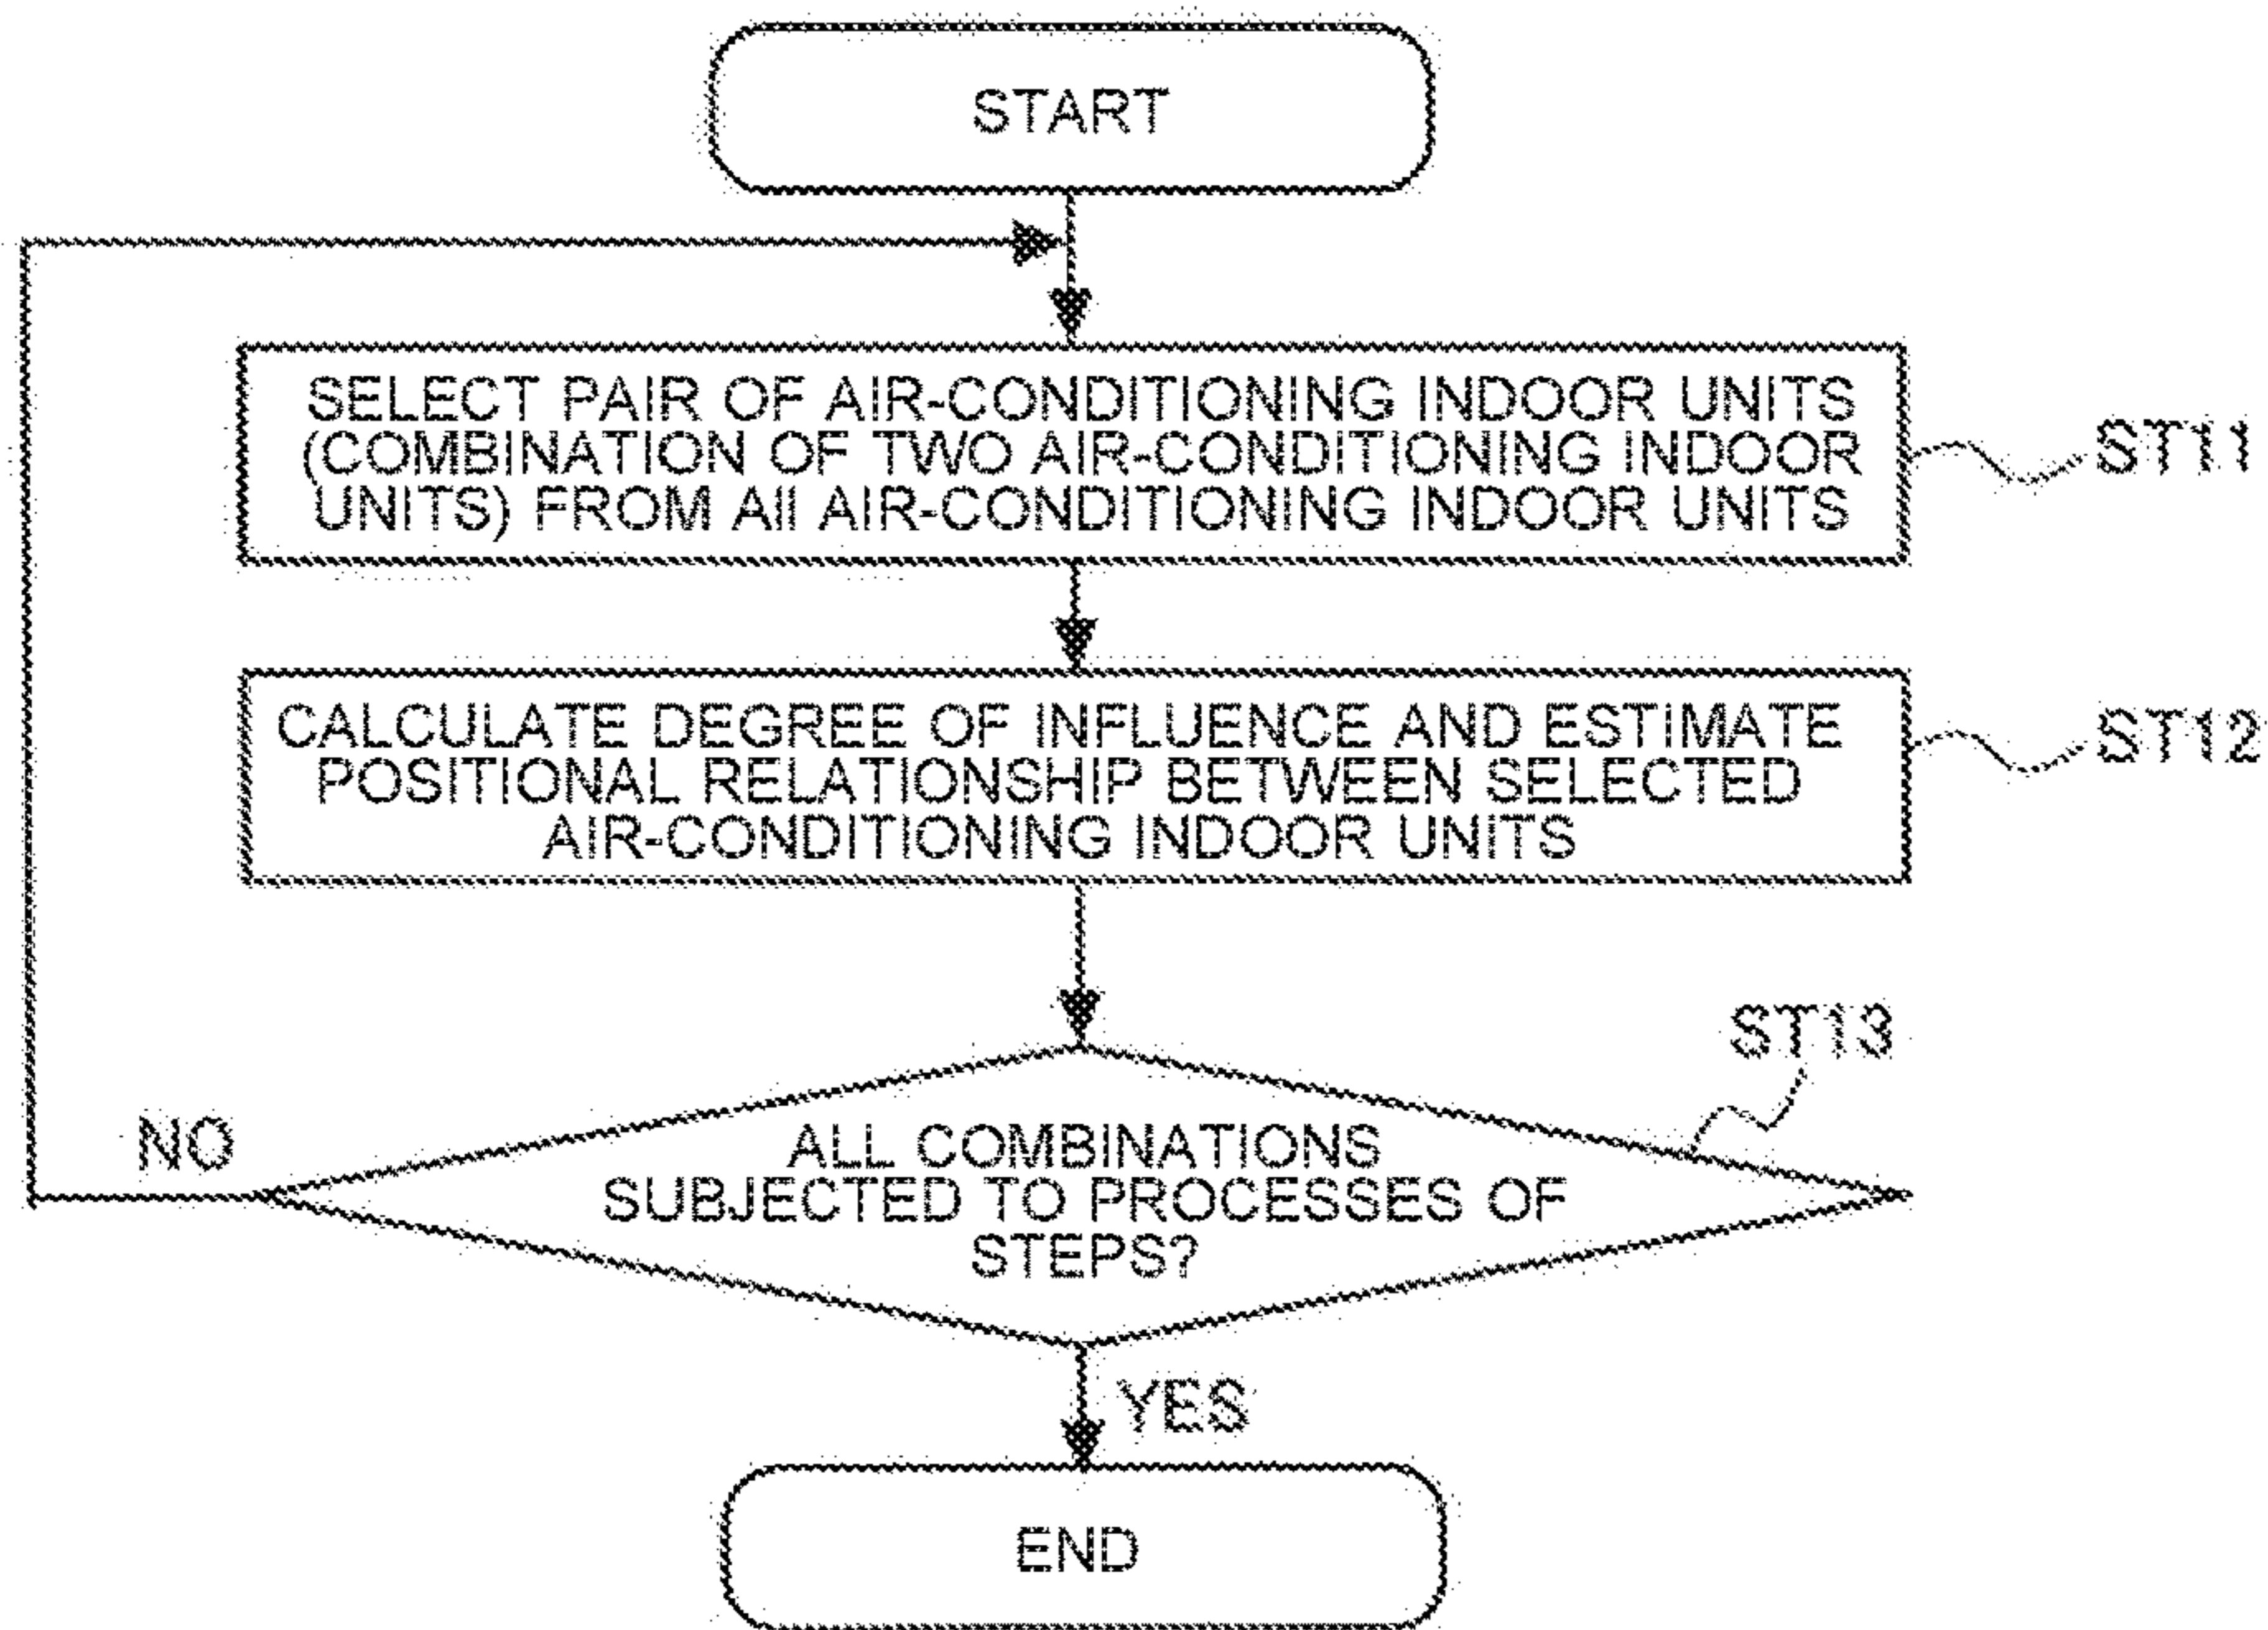 START
SELECT PAIR OF AIR-CONDITIONING INDOOR UNITS
(COMBINATION OF TWO AIR-CONDITIONING INDOOR
UNITS) FROM All AIR-CONDITIONING INDOOR UNITS
ST11
CALCULATE DEGREE OF INFLUENCE AND ESTIMATE
POSITIONAL RELATIONSHIP BETWEEN SELECTED
AIR-CONDITIONING INDOOR UNITS
ST12
ST13
NO
ALL COMBINATIONS
SUBJECTED TO PROCESSES OF
STEPS?
YES
END